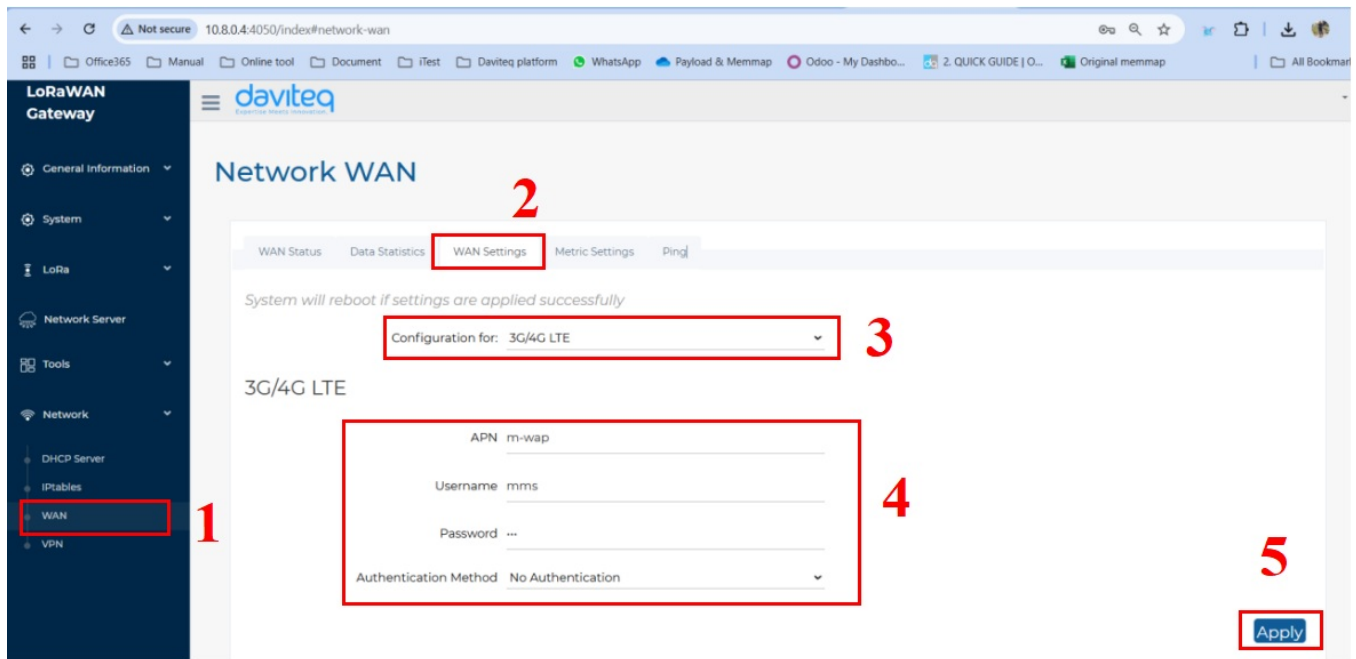 Not secure 10.8.0.4:4050/index#network-wan
Office365 Manual Online tool Document iTest Daviteq platform WhatsApp Payload & Memmap Odoo - My Dashbo... 2. QUICK GUIDE | O... Original memmap All Bookmar
LoRaWAN
Gateway
daviteq
Expertise Meets Innovation
General Information
System
LoRa
Network Server
Tools
Network
DHCP Server
IPtables
WAN
VPN
1
Network WAN
2
WAN Status Data Statistics WAN Settings Metric Settings Ping
System will reboot if settings are applied successfully
Configuration for: 3G/4G LTE
3
3G/4G LTE
APN m-wap
Username mms
Password ...
Authentication Method No Authentication
4
5
Apply